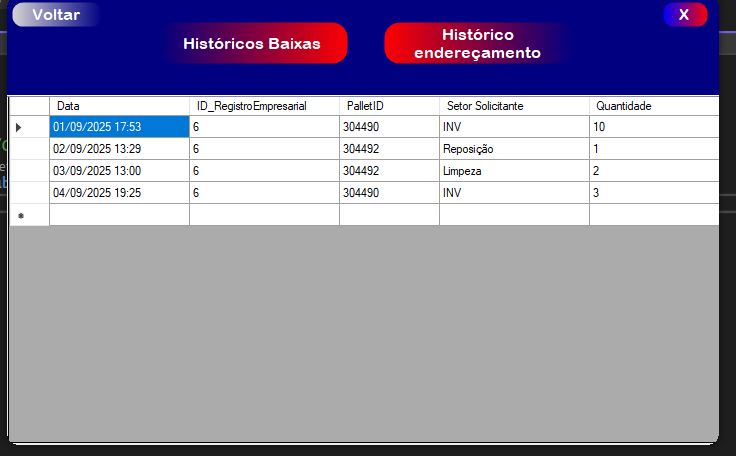 Voltar
X
Históricos Baixas
Histórico
endereçamento
Data ID_RegistroEmpresarial PalletID Setor Solicitante Quantidade
01/09/2025 17:53 6 304490 INV 10
02/09/2025 13:29 6 304492 Reposição 1
03/09/2025 13:00 6 304492 Limpeza 2
04/09/2025 19:25 6 304490 INV 3